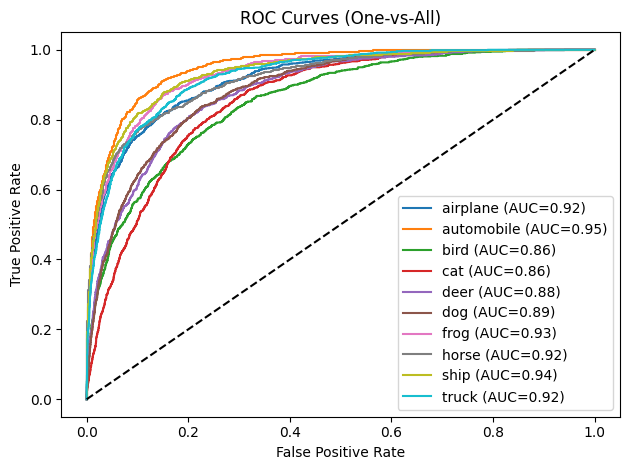 ROC Curves (One-vs-All)
True Positive Rate
1.0
0.8
0.6
0.4
0.2
0.0
airplane (AUC=0.92)
automobile (AUC=0.95)
bird (AUC=0.86)
cat (AUC=0.86)
deer (AUC=0.88)
dog (AUC=0.89)
frog (AUC=0.93)
horse (AUC=0.92)
ship (AUC=0.94)
truck (AUC=0.92)
0.0 0.2 0.4 0.6 0.8 1.0
False Positive Rate